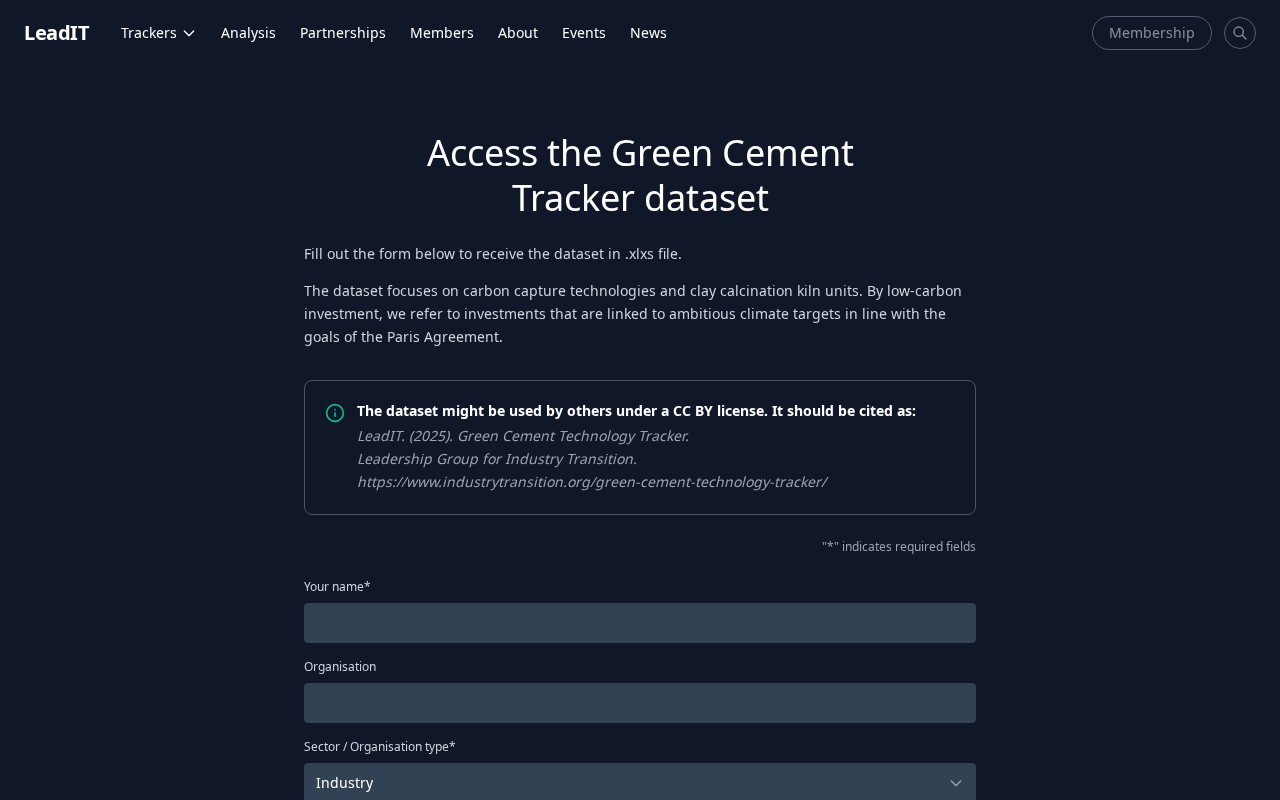 LeadIT
Trackers
Analysis
Partnerships
Members
About
Events
News
Membership
Access the Green Cement
Tracker dataset
Fill out the form below to receive the dataset in .xlxs file.
The dataset focuses on carbon capture technologies and clay calcination kiln units. By low-carbon
investment, we refer to investments that are linked to ambitious climate targets in line with the
goals of the Paris Agreement.
The dataset might be used by others under a CC BY license. It should be cited as:
LeadIT. (2025). Green Cement Technology Tracker.
Leadership Group for Industry Transition.
https://www.industrytransition.org/green-cement-technology-tracker/
"*" indicates required fields
Your name*
Organisation
Sector / Organisation type*
Industry